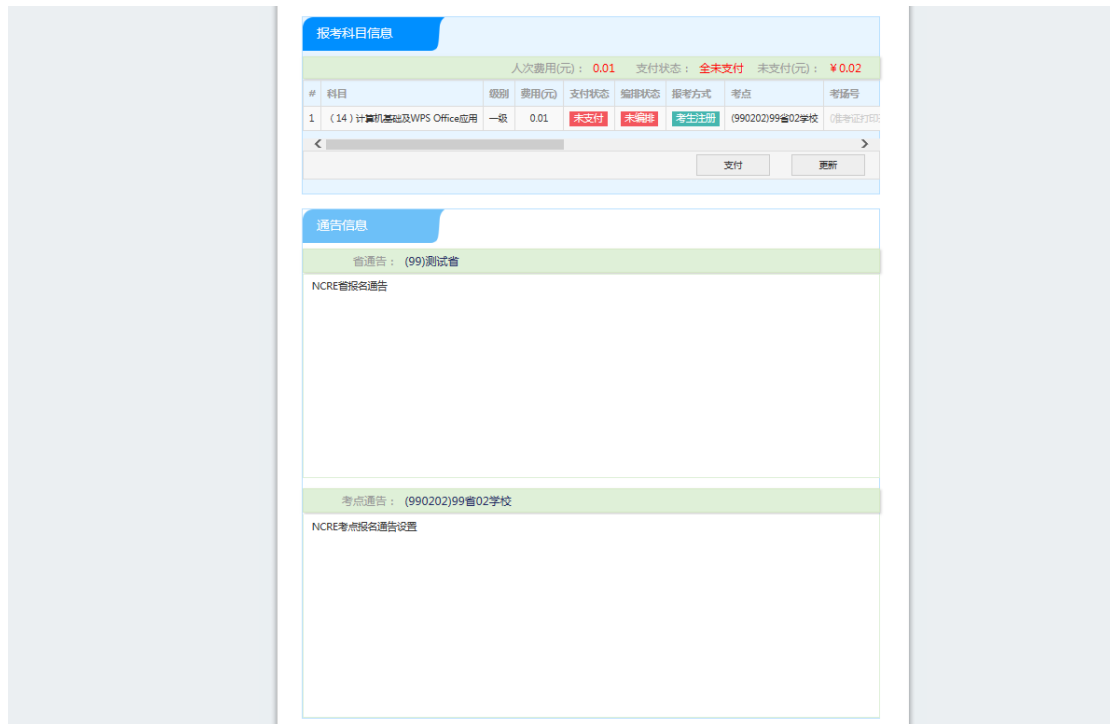 报考科目信息
人次费用(元)： 0.01 支付状态： 全未支付 未支付(元)： ¥0.02
# 科目 级别 费用(元) 支付状态 编排状态 报考方式 考点 考场号
1 （14）计算机基础及WPS Office应用 一级 0.01 未支付 未编排 考生注册 (990202)99省02学校 (准考证打印
支付 更新
通告信息
省通告： (99)测试省
NCRE省报名通告
考点通告： (990202)99省02学校
NCRE考点报名通告设置